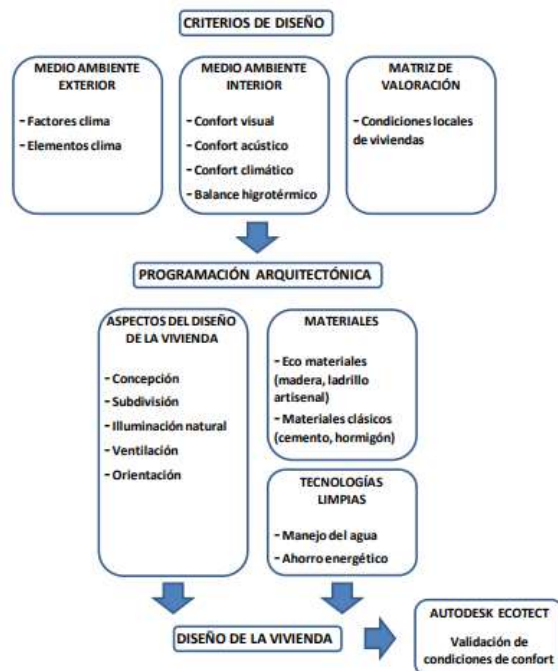 CRITERIOS DE DISEÑO
MEDIO AMBIENTE
EXTERIOR
- Factores clima
- Elementos clima
MEDIO AMBIENTE
INTERIOR
- Confort visual
- Confort acústico
- Confort climático
- Balance higrotérmico
MATRIZ DE
VALORACIÓN
- Condiciones locales
de viviendas
PROGRAMACIÓN ARQUITECTÓNICA
ASPECTOS DEL DISEÑO
DE LA VIVIENDA
- Concepción
- Subdivisión
- Illuminación natural
- Ventilación
- Orientación
MATERIALES
- Eco materiales
(madera, ladrillo
artisenal)
- Materiales clásicos
(cemento, hormigón)
TECNOLOGÍAS
LIMPIAS
- Manejo del agua
- Ahorro energético
DISEÑO DE LA VIVIENDA
AUTODESK ECOTECT
Validación de
condiciones de confort